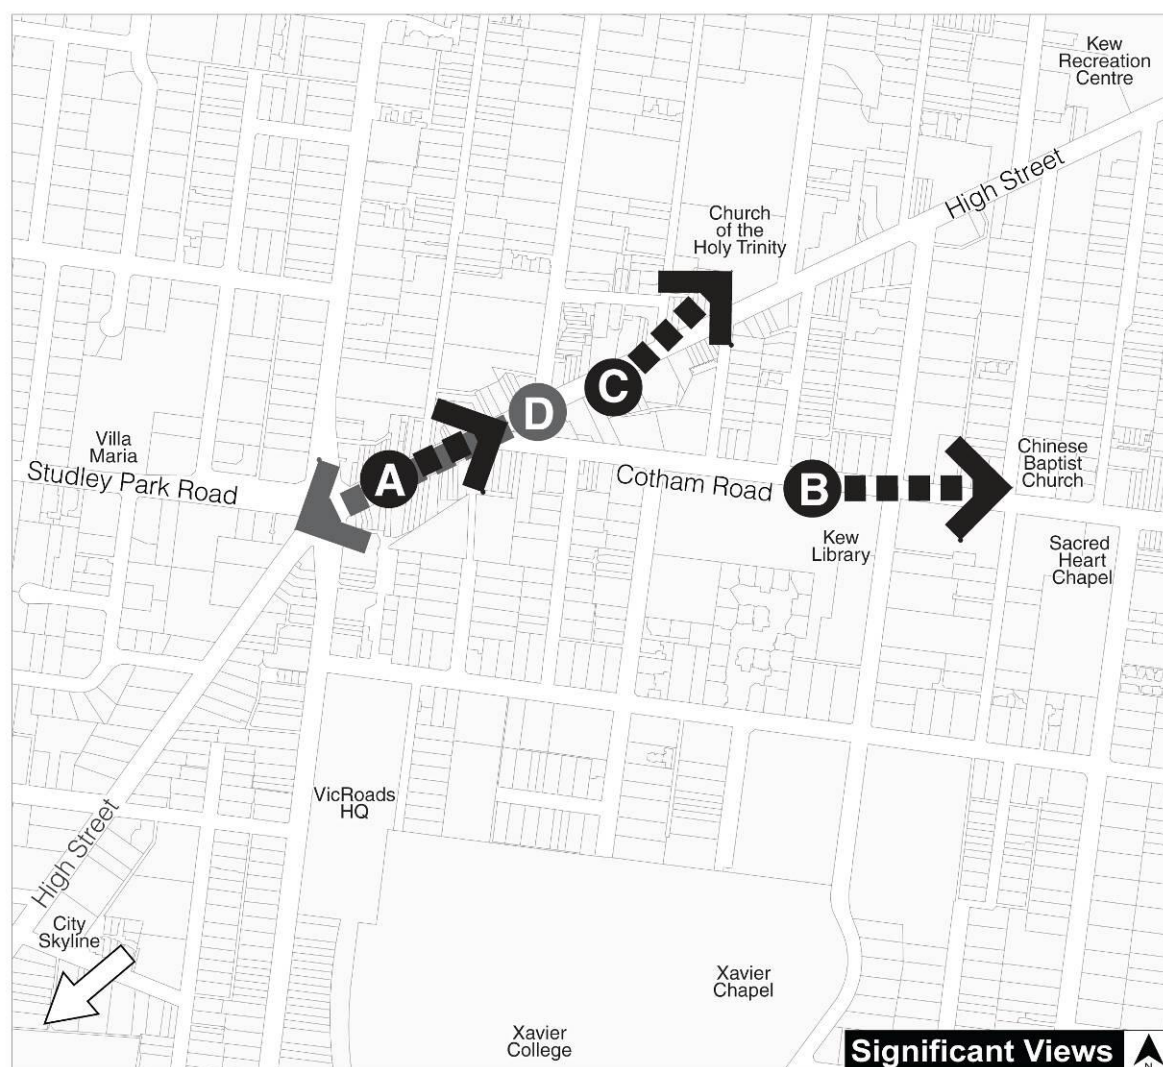 Kew
Recreation
Centre
High Street
Church
of the
Holy Trinity
C
D
Villa
Maria
Studley Park Road
A
Cotham Road
B
Chinese
Baptist
Church
Kew
Library
Sacred
Heart
Chapel
VicRoads
HQ
High Street
City
Skyline
Xavier
Chapel
Xavier
College
Significant Views
N